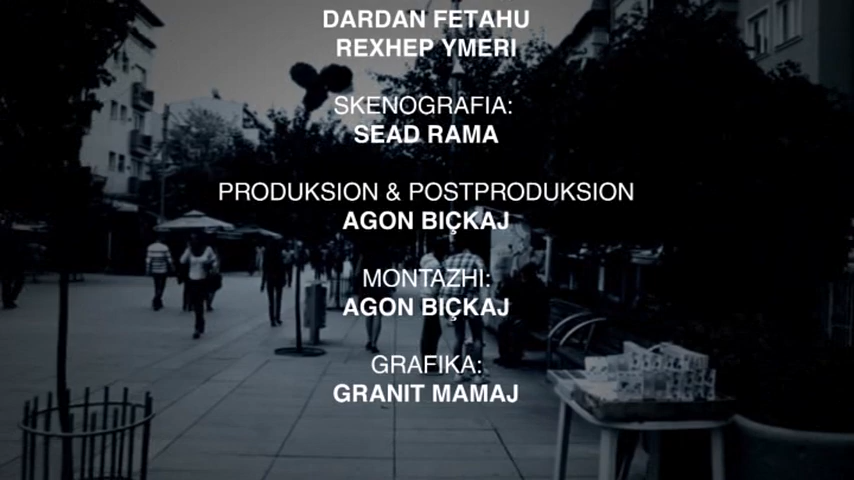 DARDAN FETAHU
REXHEP YMERI
SKENOGRAFIA:
SEAD RAMA
PRODUKSION & POSTPRODUKSION
AGON BIÇKAJ
MONTAZHI:
AGON BIÇKAJ
GRAFIKA:
GRANIT MAMAJ